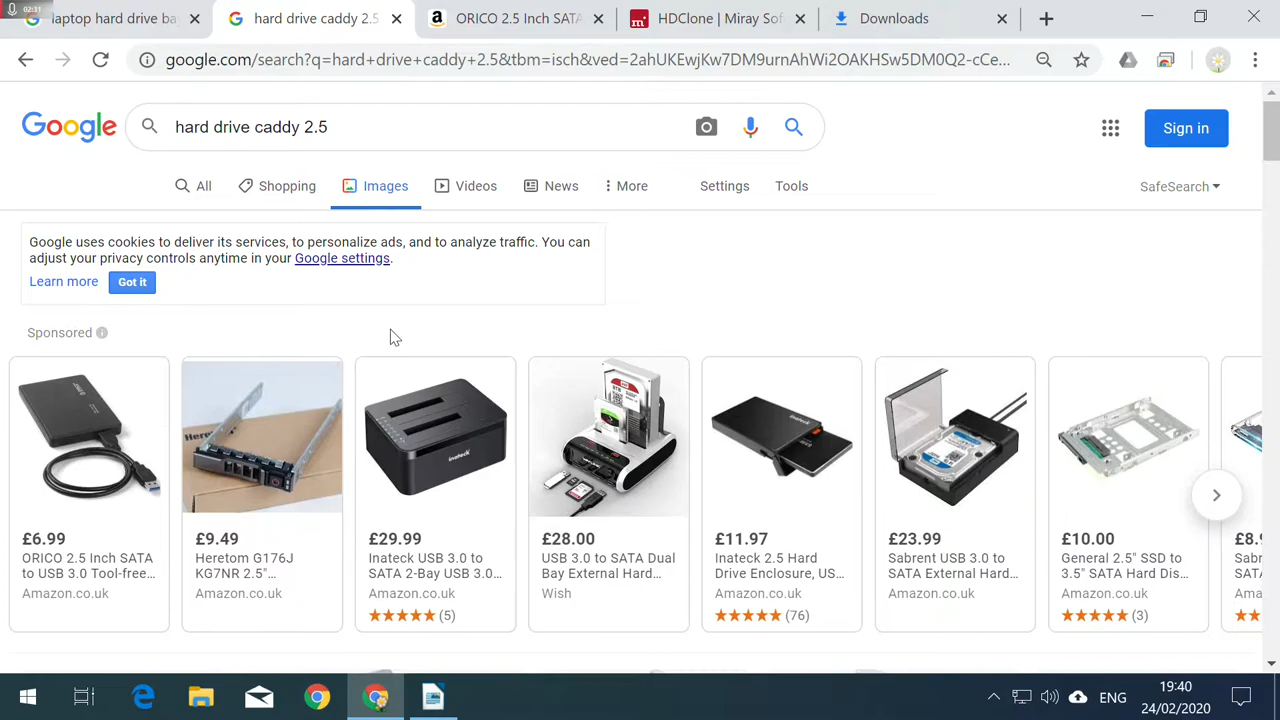 02:31
laptop hard drive ba
hard drive caddy 2.5
ORICO 2.5 Inch SATA
HDClone | Miray Sof
Downloads
google.com/search?q=hard+drive+caddy+2.5&tbm=isch&ved=2ahUKEwjKw7DM9urnAhWi2OAKHSw5DM0Q2-cCe...
Google
hard drive caddy 2.5
Sign in
All
Shopping
Images
Videos
News
More
Settings
Tools
SafeSearch
Google uses cookies to deliver its services, to personalize ads, and to analyze traffic. You can
adjust your privacy controls anytime in your Google settings.
Learn more
Got it
Sponsored
£6.99
ORICO 2.5 Inch SATA
to USB 3.0 Tool-free...
Amazon.co.uk
£9.49
Heretom G176J
KG7NR 2.5"...
Amazon.co.uk
inateck
£29.99
Inateck USB 3.0 to
SATA 2-Bay USB 3.0...
Amazon.co.uk
(5)
£28.00
USB 3.0 to SATA Dual
Bay External Hard...
Wish
inateck
£11.97
Inateck 2.5 Hard
Drive Enclosure, US...
Amazon.co.uk
(76)
£23.99
Sabrent USB 3.0 to
SATA External Hard...
Amazon.co.uk
£10.00
General 2.5" SSD to
3.5" SATA Hard Dis...
Amazon.co.uk
(3)
£8.9
Sabr
SATA
Ama
ENG
19:40
24/02/2020